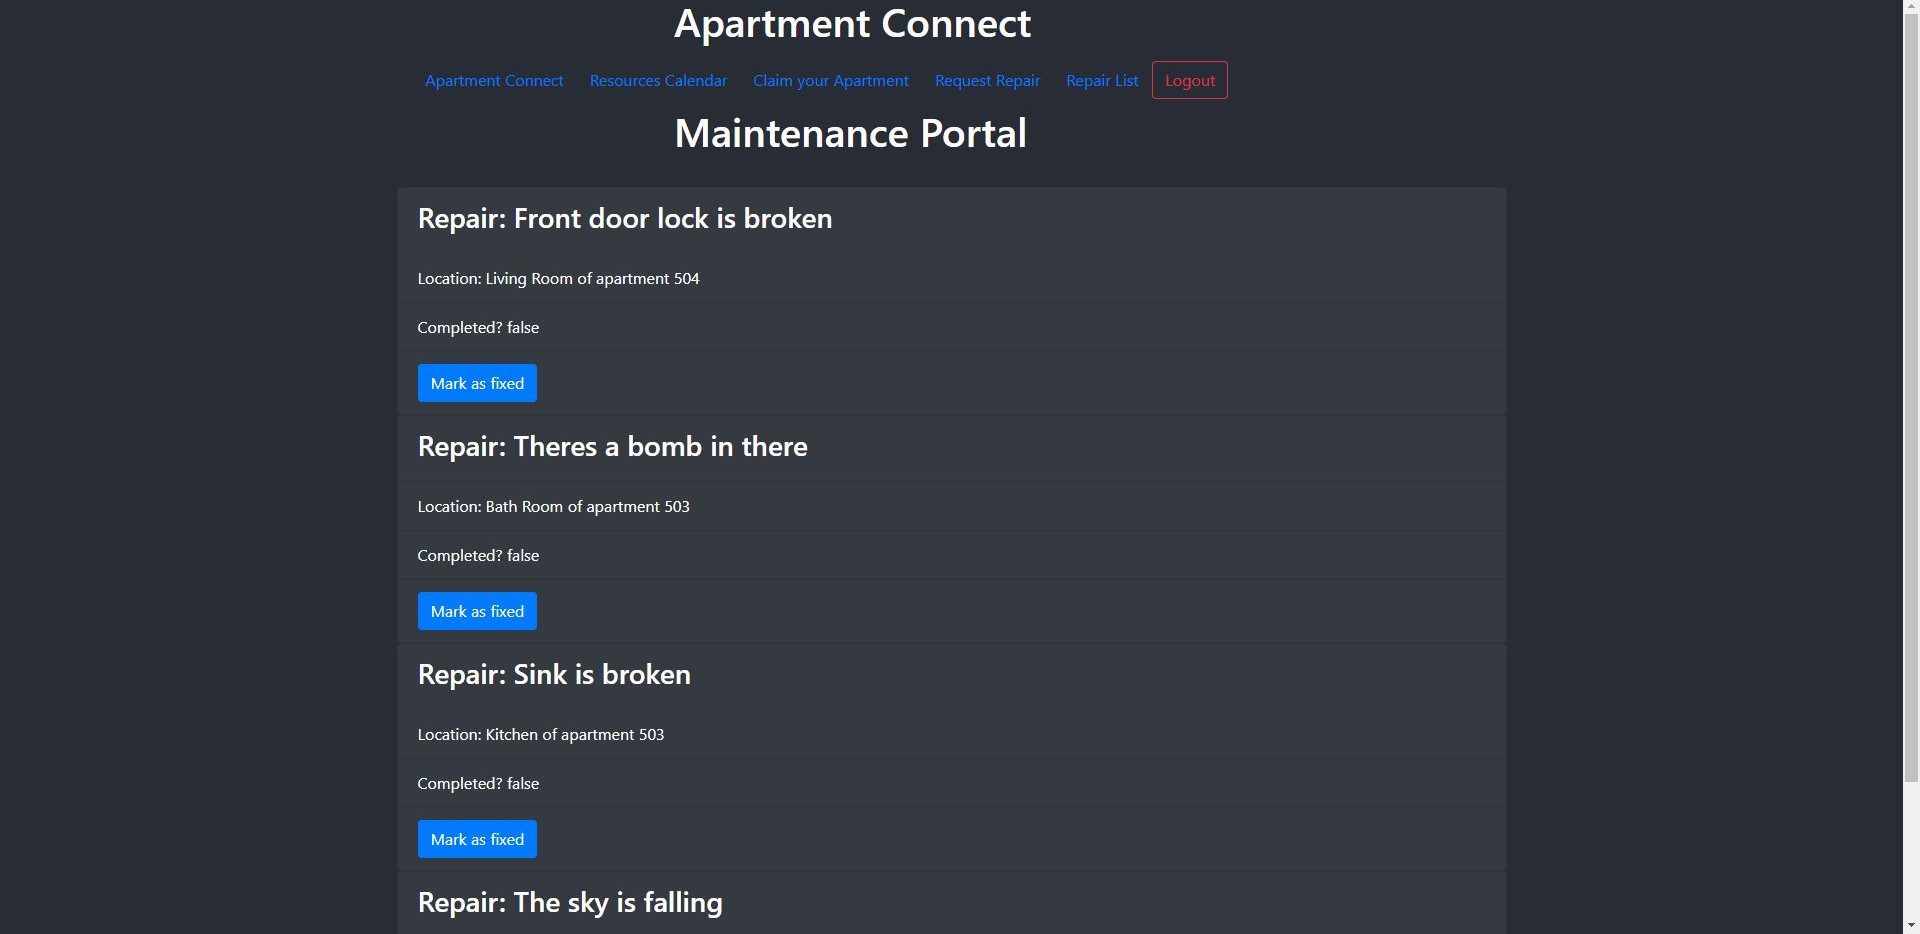 Apartment Connect
Apartment Connect Resources Calendar Claim your Apartment Request Repair Repair List Logout
Maintenance Portal
Repair: Front door lock is broken
Location: Living Room of apartment 504
Completed? false
Mark as fixed
Repair: Theres a bomb in there
Location: Bath Room of apartment 503
Completed? false
Mark as fixed
Repair: Sink is broken
Location: Kitchen of apartment 503
Completed? false
Mark as fixed
Repair: The sky is falling